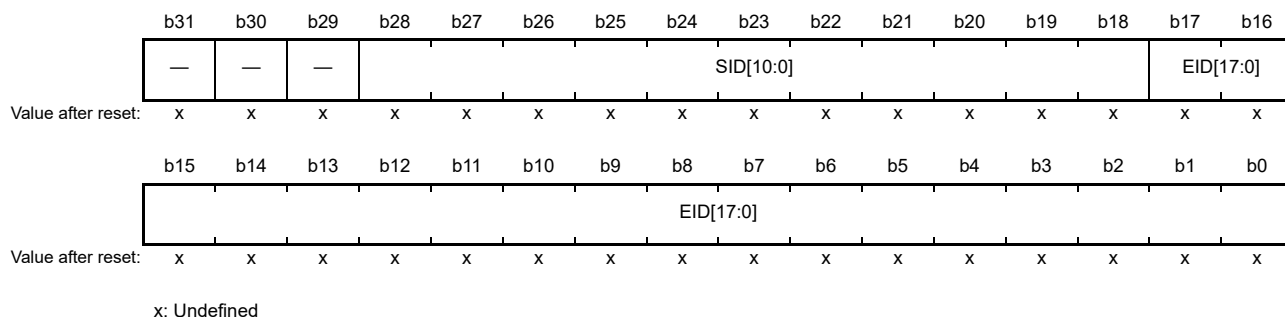 b31 b30 b29 b28 b27 b26 b25 b24 b23 b22 b21 b20 b19 b18 b17 b16
— — — SID[10:0] EID[17:0]
Value after reset: x x x x x x x x x x x x x x x x
b15 b14 b13 b12 b11 b10 b9 b8 b7 b6 b5 b4 b3 b2 b1 b0
EID[17:0]
Value after reset: x x x x x x x x x x x x x x x x
x: Undefined